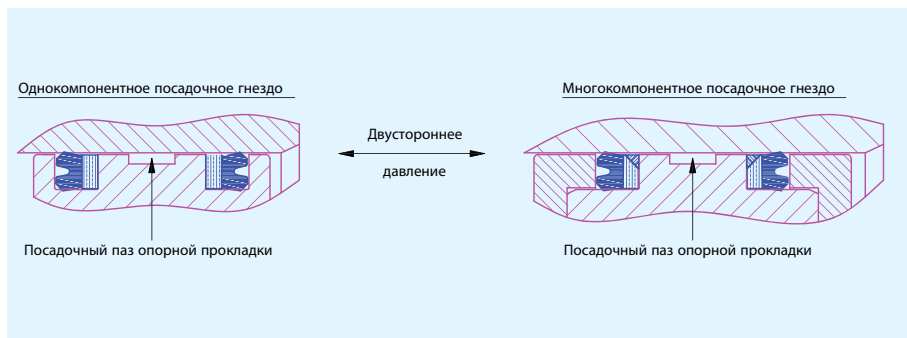 Однокомпонентное посадочное гнездо
Многокомпонентное посадочное гнездо
Двустороннее
давление
Посадочный паз опорной прокладки
Посадочный паз опорной прокладки